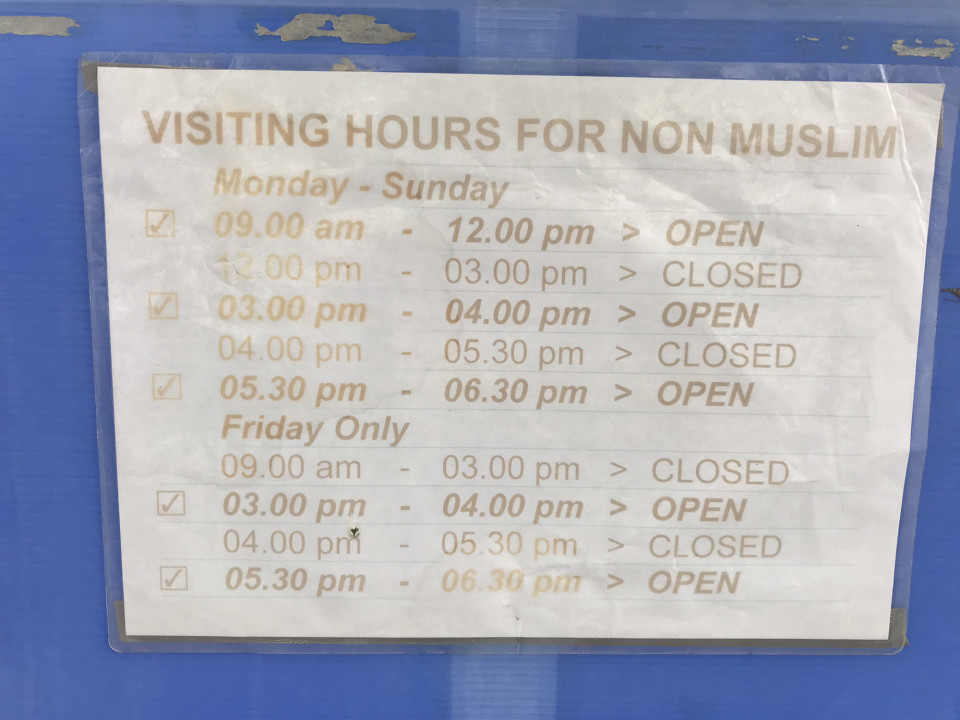 VISITING HOURS FOR NON MUSLIM
Monday - Sunday
☑ 09.00 am - 12.00 pm > OPEN
12.00 pm - 03.00 pm > CLOSED
☑ 03.00 pm - 04.00 pm > OPEN
04.00 pm - 05.30 pm > CLOSED
☑ 05.30 pm - 06.30 pm > OPEN
Friday Only
09.00 am - 03.00 pm > CLOSED
☑ 03.00 pm - 04.00 pm > OPEN
04.00 pm - 05.30 pm > CLOSED
☑ 05.30 pm - 06.30 pm > OPEN